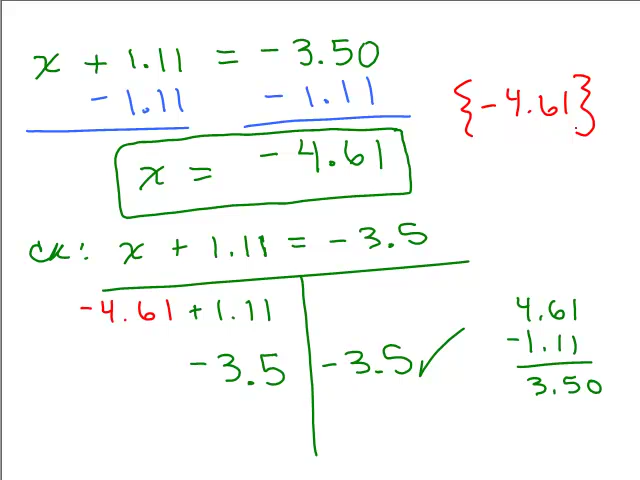 x + 1.11 = -3.50
-1.11 -1.11
x = -4.61
{-4.61}
ck: x + 1.11 = -3.5
-4.61 + 1.11
-3.5 -3.5 ✓
4.61
-1.11
3.50